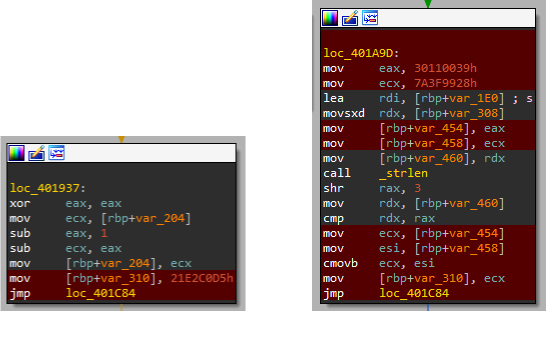 loc_401937:
xor eax, eax
mov ecx, [rbp+var_204]
sub eax, 1
sub ecx, eax
mov [rbp+var_204], ecx
mov [rbp+var_310], 21E2C0D5h
jmp loc_401C84
loc_401A9D:
mov eax, 30110039h
mov ecx, 7A3F9928h
lea rdi, [rbp+var_1E0] ; s
movsxd rdx, [rbp+var_308]
mov [rbp+var_454], eax
mov [rbp+var_458], ecx
mov [rbp+var_460], rdx
call _strlen
shr rax, 3
mov rdx, [rbp+var_460]
cmp rdx, rax
mov ecx, [rbp+var_454]
mov esi, [rbp+var_458]
cmovb ecx, esi
mov [rbp+var_310], ecx
jmp loc_401C84